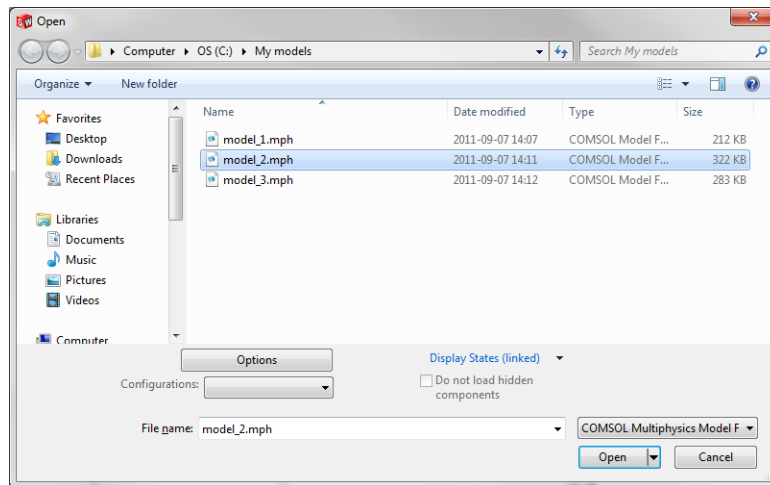 Open
Computer OS (C:) My models
Search My models
Organize New folder
Favorites
Desktop
Downloads
Recent Places
Libraries
Documents
Music
Pictures
Videos
Computer
Name Date modified Type Size
model_1.mph 2011-09-07 14:07 COMSOL Model F... 212 KB
model_2.mph 2011-09-07 14:11 COMSOL Model F... 322 KB
model_3.mph 2011-09-07 14:12 COMSOL Model F... 283 KB
Options
Display States (linked)
Configurations:
Do not load hidden
components
File name: model_2.mph COMSOL Multiphysics Model F
Open Cancel